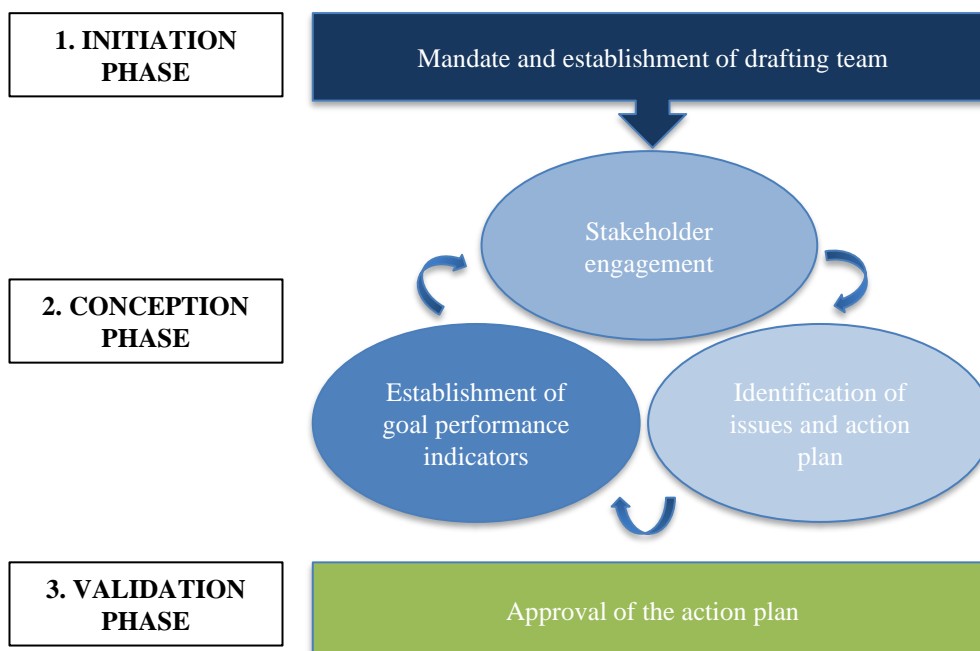 1. INITIATION
PHASE
Mandate and establishment of drafting team
Stakeholder
engagement
2. CONCEPTION
PHASE
Establishment of
goal performance
indicators
Identification of
issues and action
plan
3. VALIDATION
PHASE
Approval of the action plan